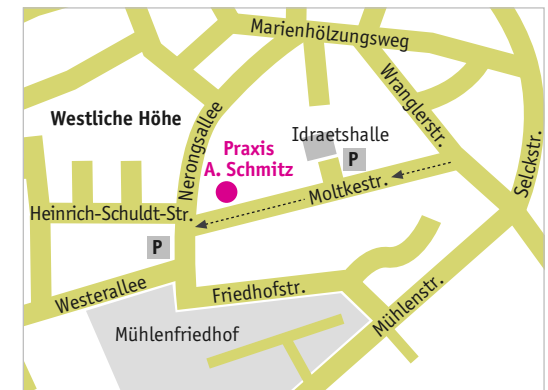 Marienhölzungsweg
Westliche Höhe
Nerongsallee
Praxis
A. Schmitz
Idraetshalle
P
Wranglerstr.
Selckstr.
Moltkestr.
Heinrich-Schuldt-Str.
P
Westerallee
Friedhofstr.
Mühlenstr.
Mühlenfriedhof